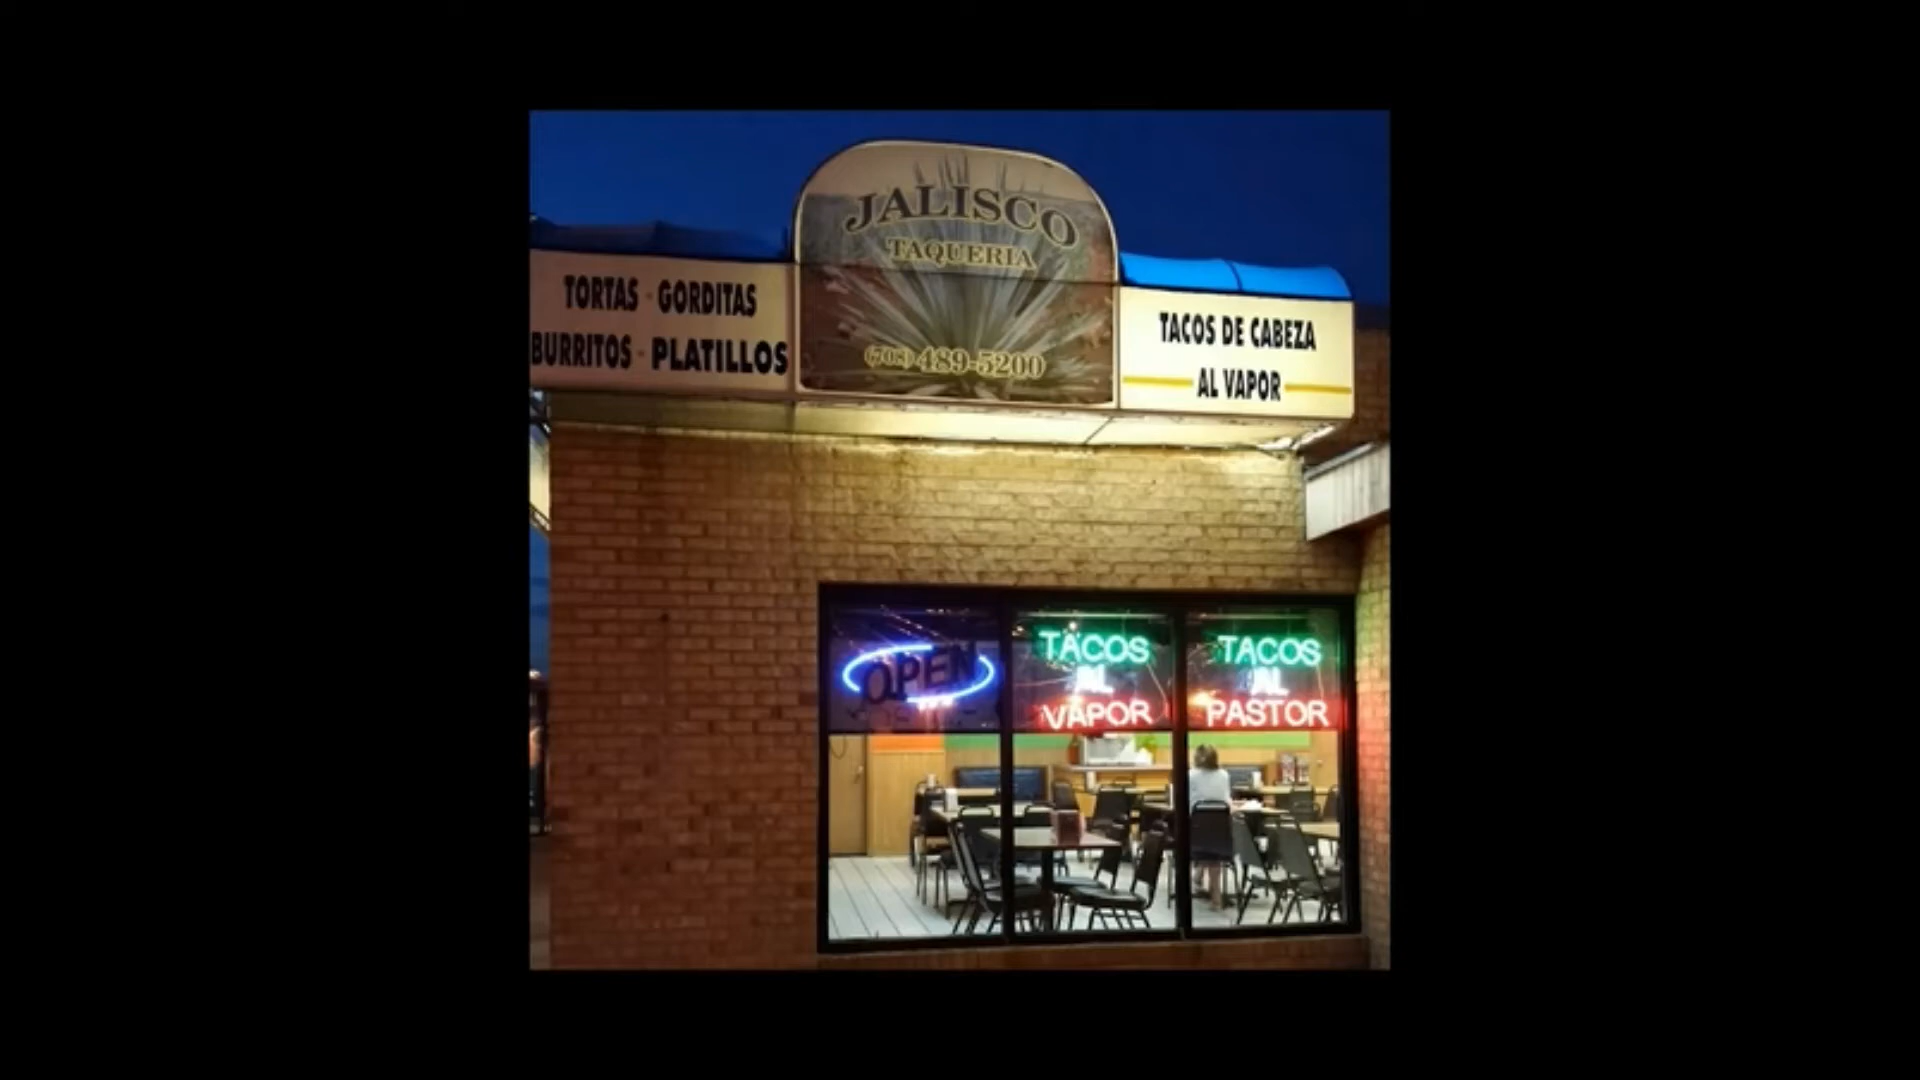 JALISCO
TAQUERIA
(708) 489-5200
TORTAS · GORDITAS
BURRITOS · PLATILLOS
TACOS DE CABEZA
AL VAPOR
OPEN
TACOS
AL
VAPOR
TACOS
AL
PASTOR